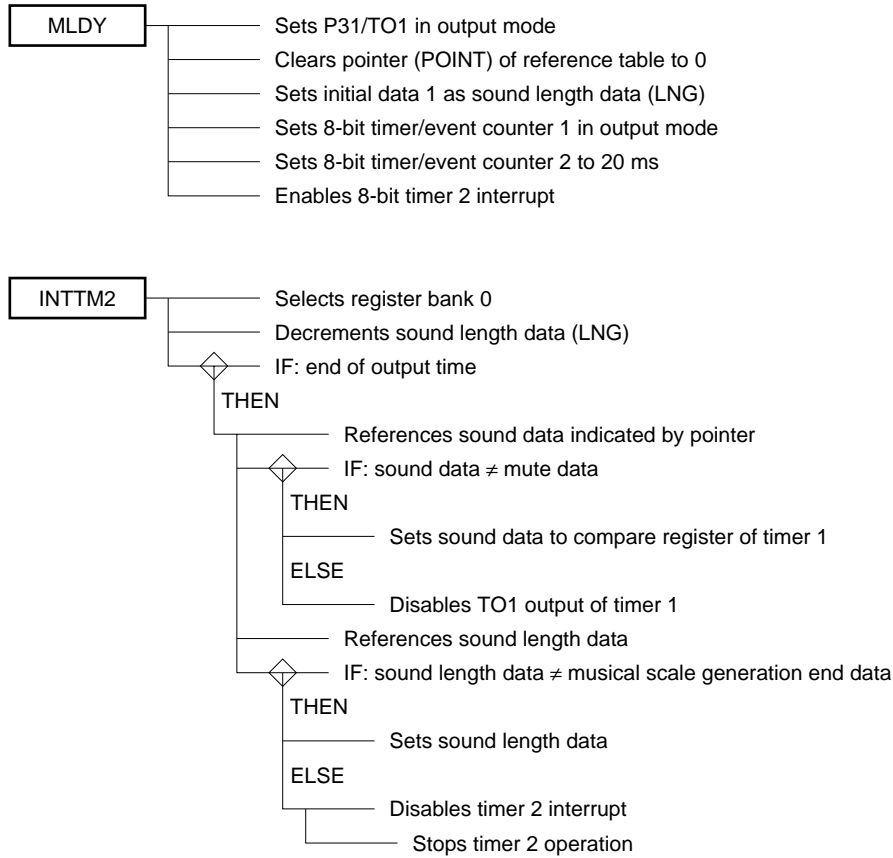 MLDY
Sets P31/TO1 in output mode
Clears pointer (POINT) of reference table to 0
Sets initial data 1 as sound length data (LNG)
Sets 8-bit timer/event counter 1 in output mode
Sets 8-bit timer/event counter 2 to 20 ms
Enables 8-bit timer 2 interrupt
INTTM2
Selects register bank 0
Decrements sound length data (LNG)
IF: end of output time
THEN
References sound data indicated by pointer
IF: sound data ≠ mute data
THEN
Sets sound data to compare register of timer 1
ELSE
Disables TO1 output of timer 1
References sound length data
IF: sound length data ≠ musical scale generation end data
THEN
Sets sound length data
ELSE
Disables timer 2 interrupt
Stops timer 2 operation